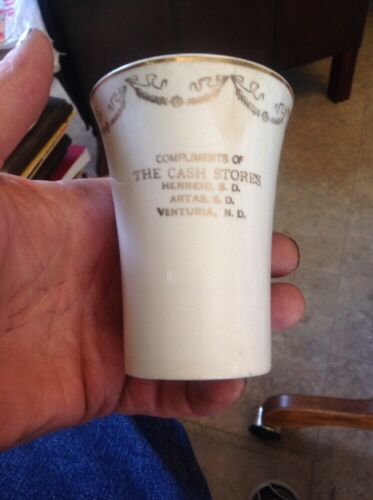 COMPLIMENTS OF
THE CASH STORES
HERREID, S. D.
ARTAS, S. D.
VENTURIA, N. D.